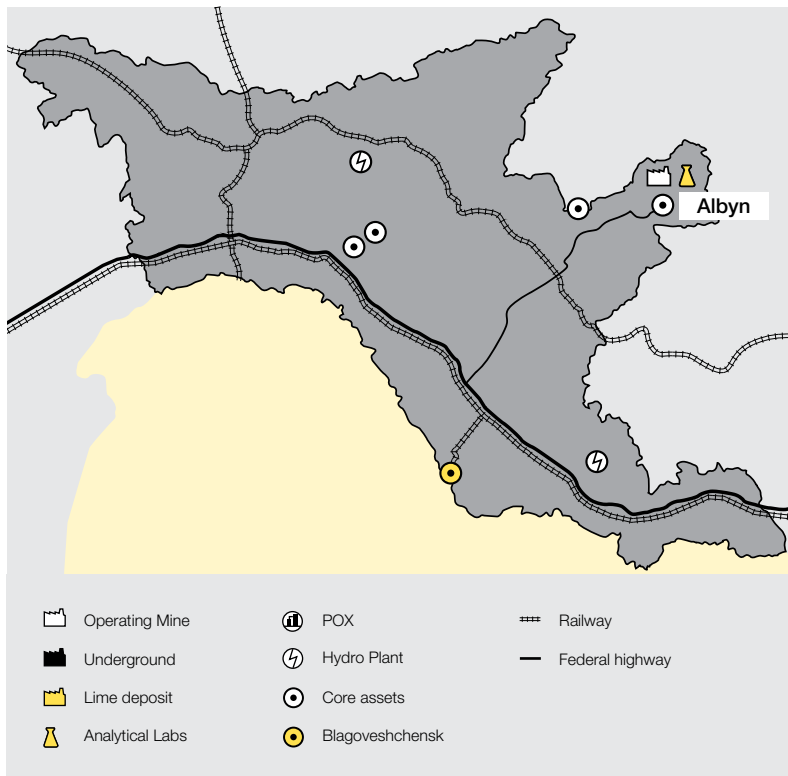 Albyn
Operating Mine
Underground
Lime deposit
Analytical Labs
POX
Hydro Plant
Core assets
Blagoveshchensk
Railway
Federal highway